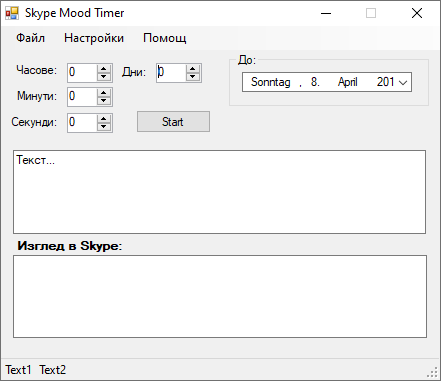 Skype Mood Timer
Файл Настройки Помощ
Часове: 0 Дни: 0
До:
Sonntag , 8. April 201
Минути: 0
Секунди: 0 Start
Текст...
Изглед в Skype:
Text1 Text2